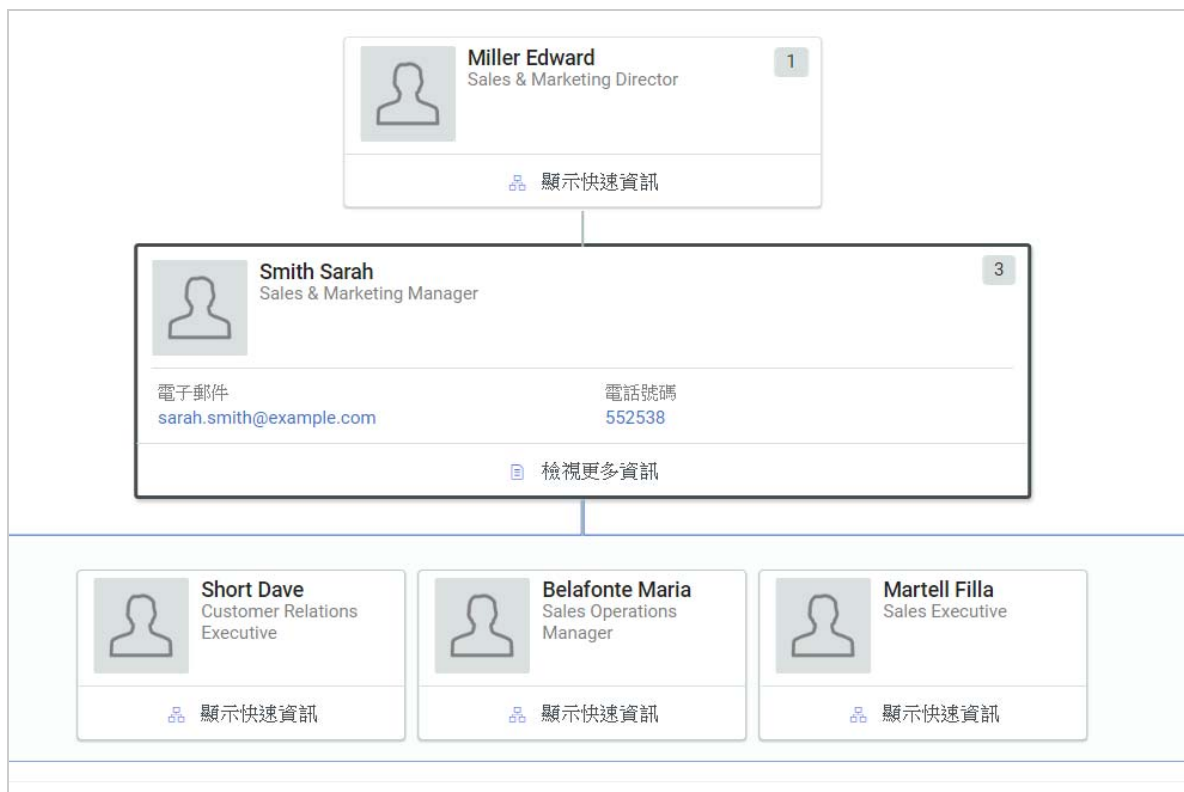 Miller Edward
Sales & Marketing Director
1
顯示快速資訊
Smith Sarah
Sales & Marketing Manager
3
電子郵件
電話號碼
sarah.smith@example.com
552538
檢視更多資訊
Short Dave
Customer Relations
Executive
顯示快速資訊
Belafonte Maria
Sales Operations
Manager
顯示快速資訊
Martell Filla
Sales Executive
顯示快速資訊